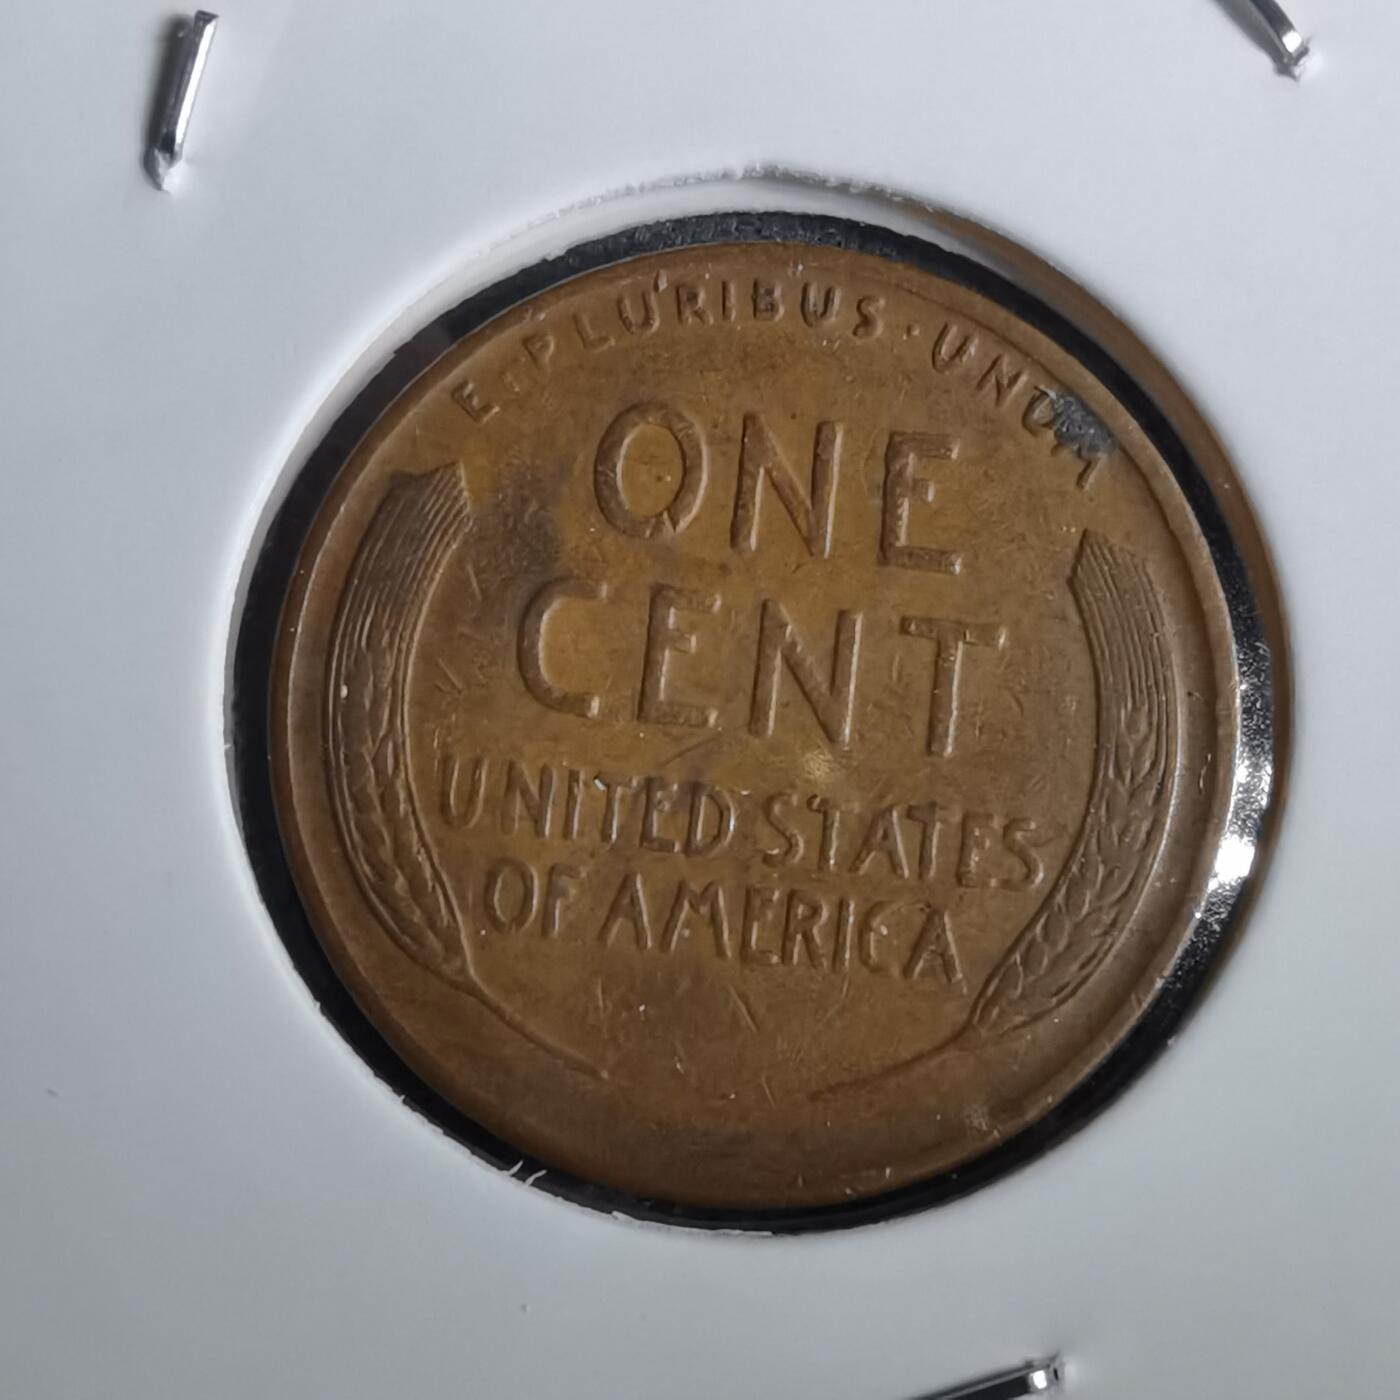 E·PLURIBUS·UNUM
ONE
CENT
UNITED STATES
OF AMERICA